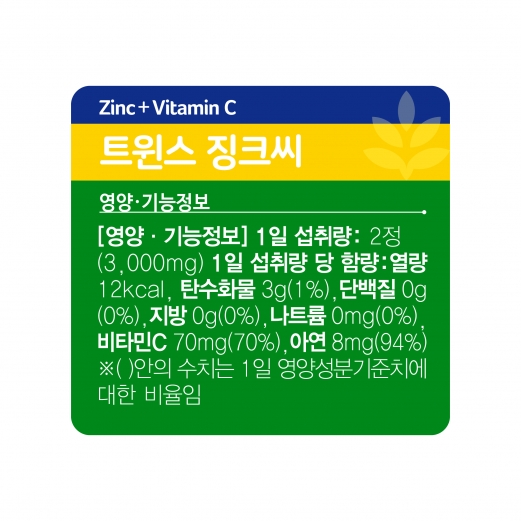 Zinc+Vitamin C
트윈스 징크씨
영양·기능정보
[영양 · 기능정보] 1일 섭취량: 2정
(3,000mg) 1일 섭취량 당 함량:열량
12kcal, 탄수화물 3g(1%),단백질 0g
(0%),지방 0g(0%),나트륨 0mg(0%),
비타민C 70mg(70%),아연 8mg(94%)
※( )안의 수치는 1일 영양성분기준치에
대한 비율임